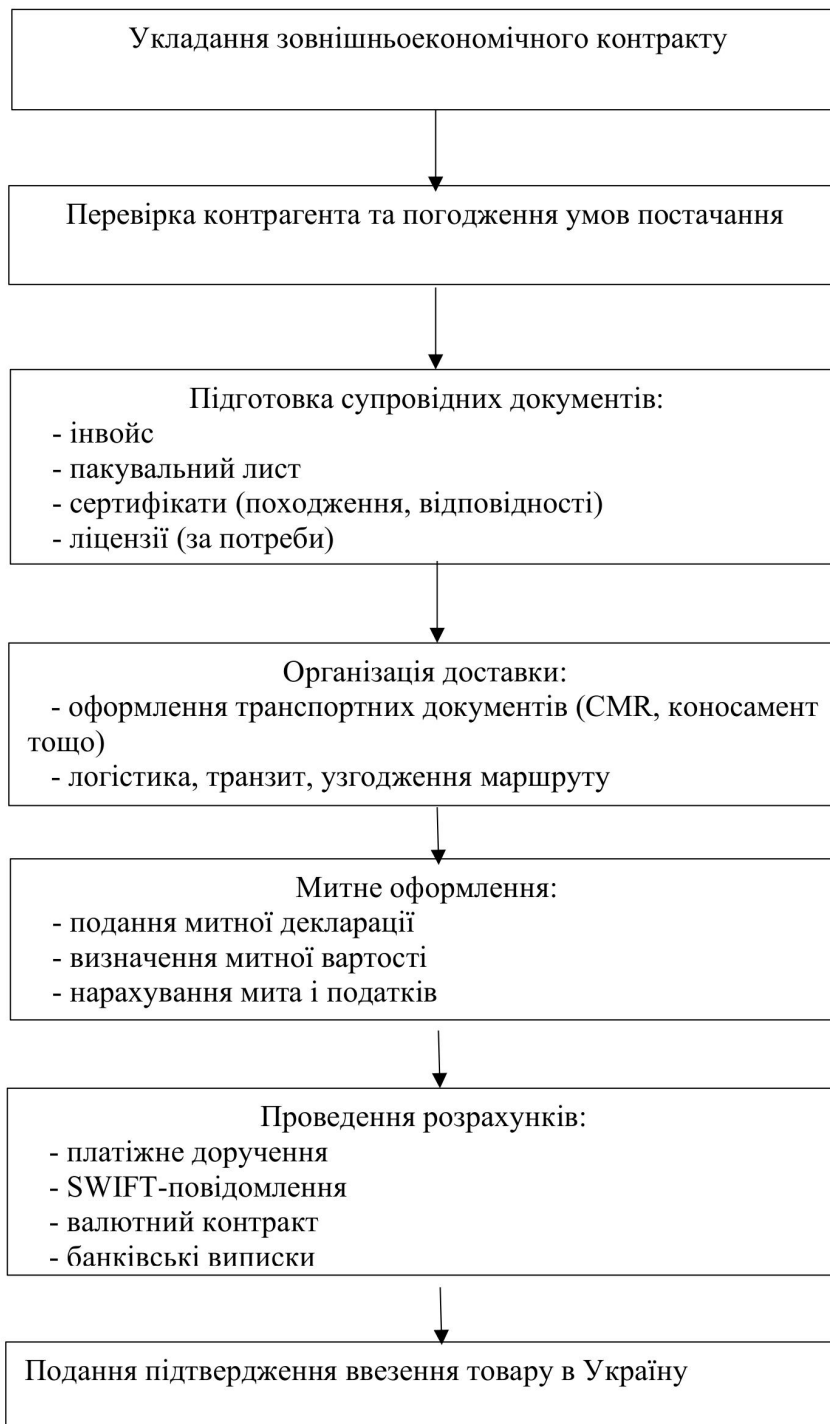 Укладання зовнішньоекономічного контракту
Перевірка контрагента та погодження умов постачання
Підготовка супровідних документів:
- інвойс
- пакувальний лист
- сертифікати (походження, відповідності)
- ліцензії (за потреби)
Організація доставки:
- оформлення транспортних документів (CMR, коносамент
тощо)
- логістика, транзит, узгодження маршруту
Митне оформлення:
- подання митної декларації
- визначення митної вартості
- нарахування мита і податків
Проведення розрахунків:
- платіжне доручення
- SWIFT-повідомлення
- валютний контракт
- банківські виписки
Подання підтвердження ввезення товару в Україну